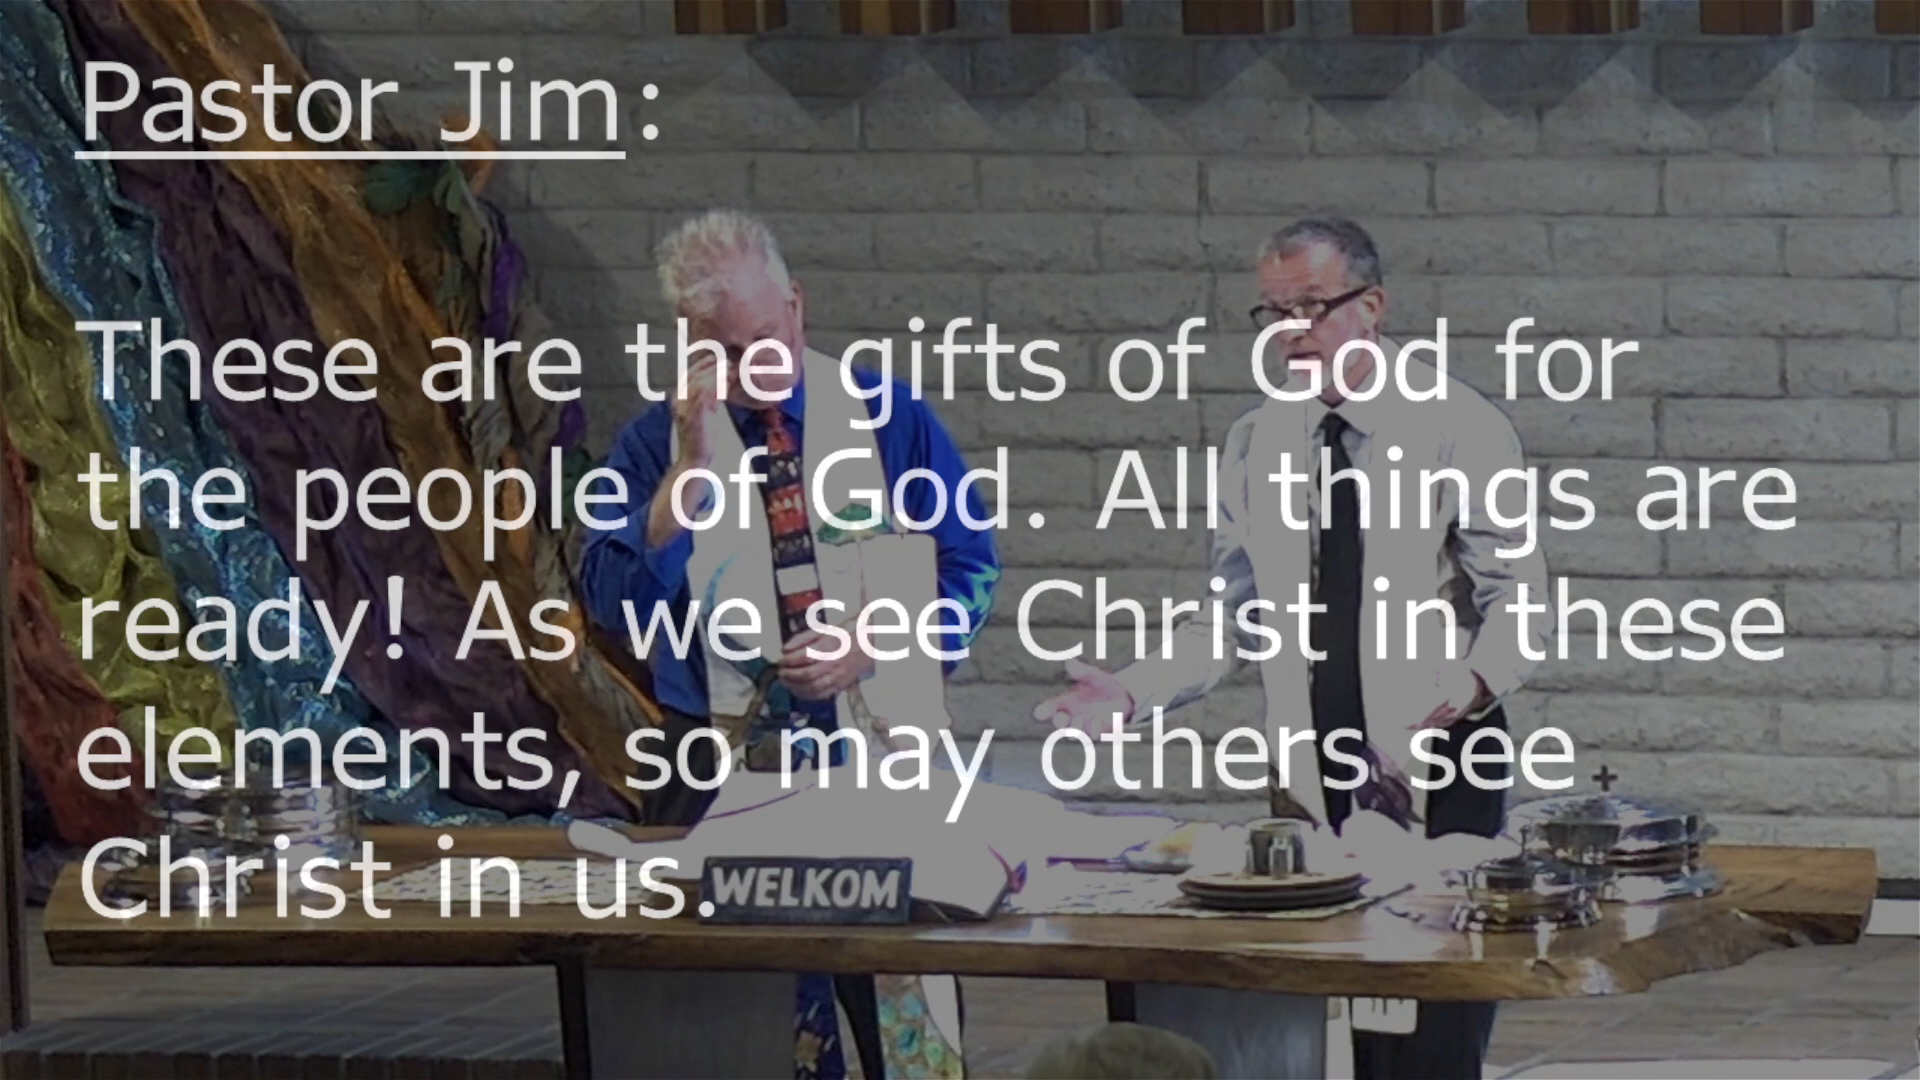 Pastor Jim:
These are the gifts of God for
the people of God. All things are
ready! As we see Christ in these
elements, so may others see
Christ in us.
WELKOM